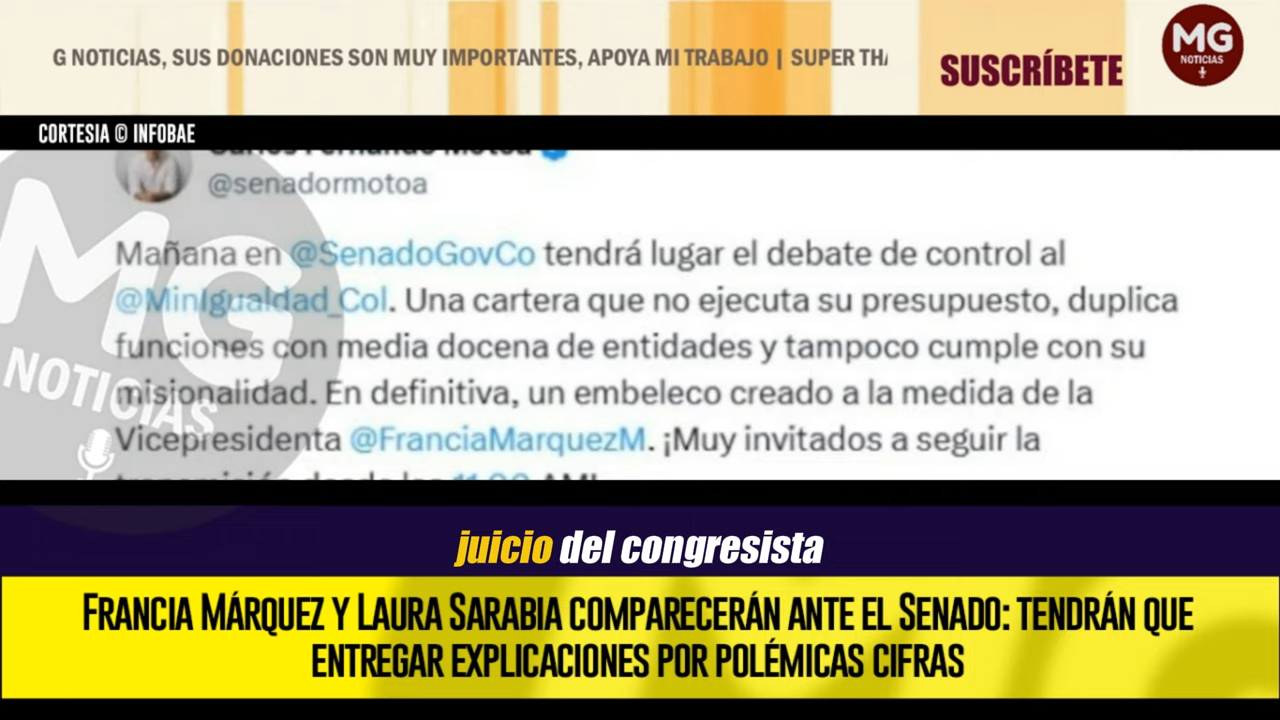 G NOTICIAS, SUS DONACIONES SON MUY IMPORTANTES, APOYA MI TRABAJO | SUPER
SUSCRÍBETE
MG
NOTICIAS
CORTESIA © INFOBAE
@senadormotoa
Mañana en @SenadoGovCo tendrá lugar el debate de control al
@MinIgualdad_Col. Una cartera que no ejecuta su presupuesto, duplica
funciones con media docena de entidades y tampoco cumple con su
misionalidad. En definitiva, un embeleco creado a la medida de la
Vicepresidenta @FranciaMarquezM. ¡Muy invitados a seguir la
MG
NOTICIAS
juicio del congresista
FRANCIA MÁRQUEZ Y LAURA SARABIA COMPARECERÁN ANTE EL SENADO: TENDRÁN QUE
ENTREGAR EXPLICACIONES POR POLÉMICAS CIFRAS